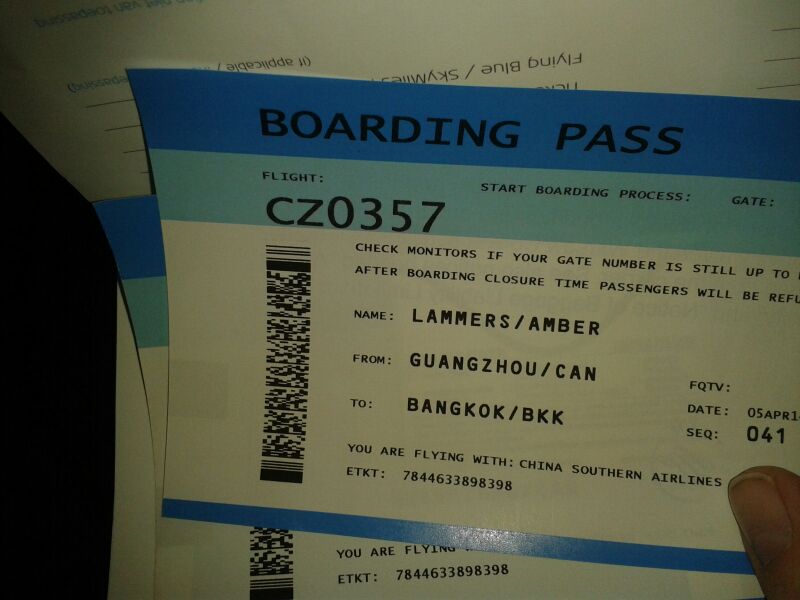 Flying Blue / SkyMiles
(if applicable /
BOARDING PASS
FLIGHT:
START BOARDING PROCESS:
GATE:
CZ0357
CHECK MONITORS IF YOUR GATE NUMBER IS STILL UP TO
AFTER BOARDING CLOSURE TIME PASSENGERS WILL BE REFU
NAME: LAMMERS/AMBER
FROM: GUANGZHOU/CAN
TO: BANGKOK/BKK
FQTV:
DATE: 05APR1
SEQ: 041
YOU ARE FLYING WITH: CHINA SOUTHERN AIRLINES
ETKT: 7844633898398
YOU ARE FLYING
ETKT: 7844633898398